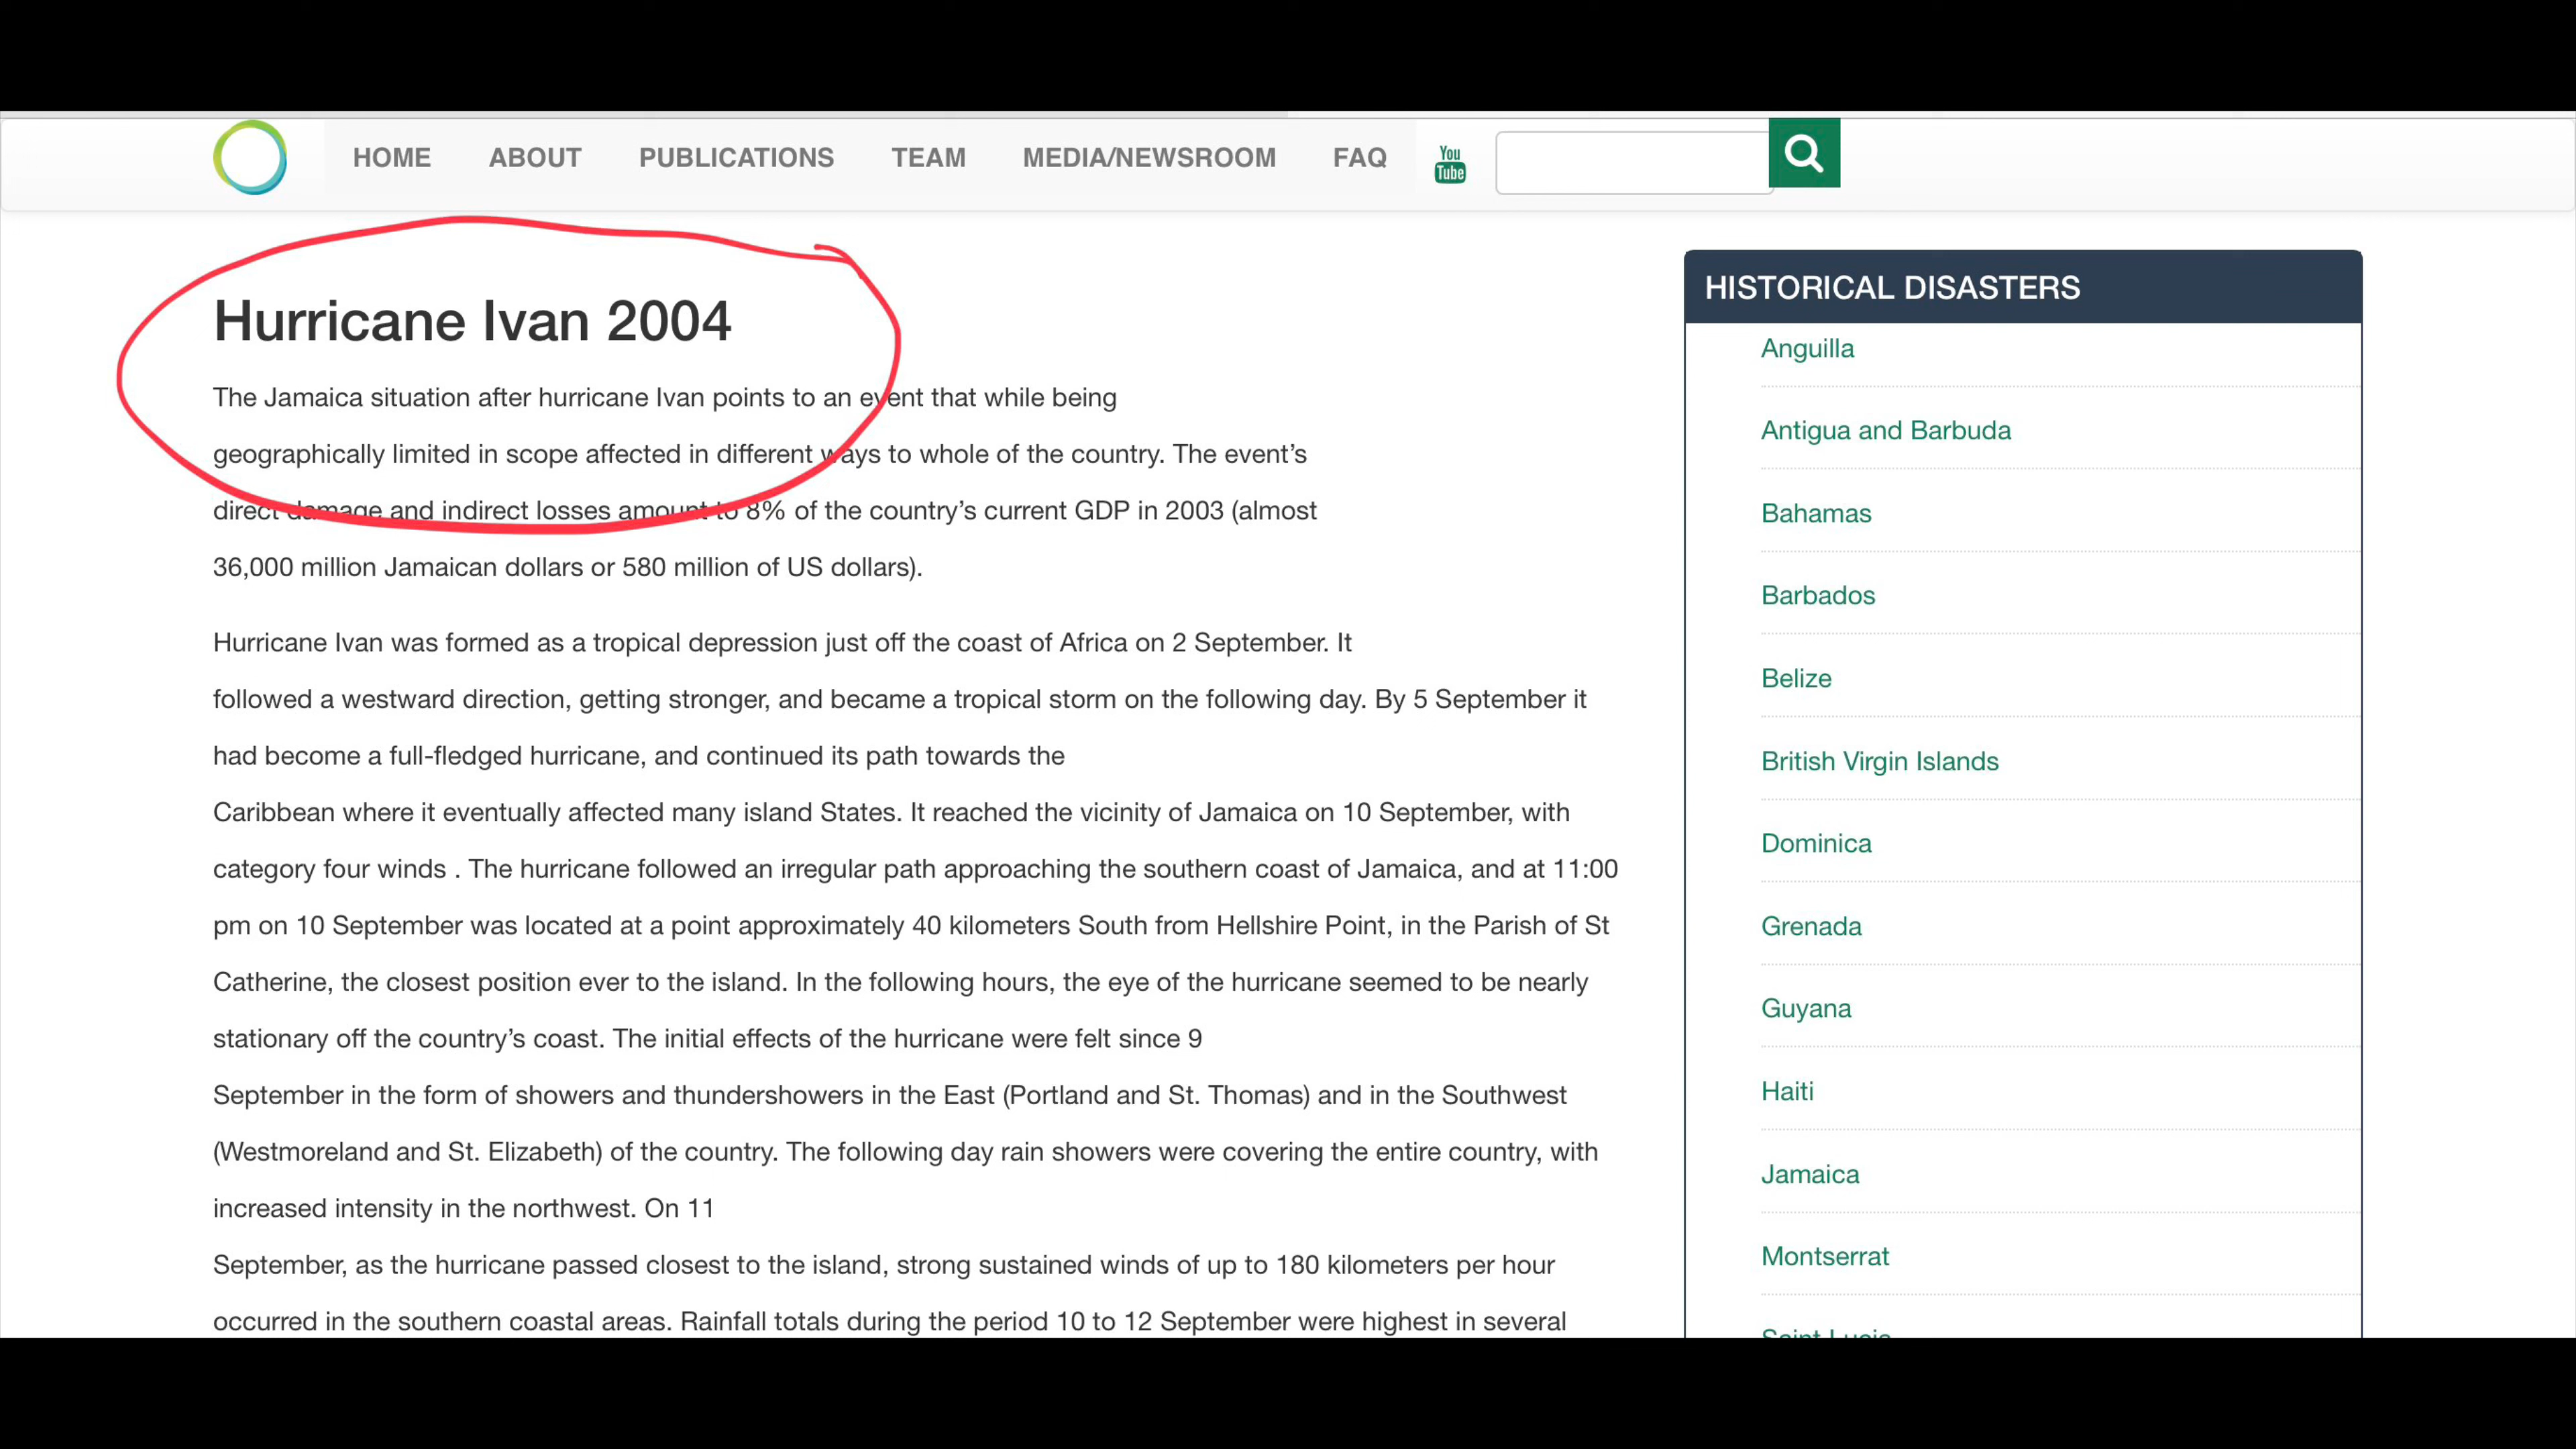 HOME ABOUT PUBLICATIONS TEAM MEDIA/NEWSROOM FAQ You Tube
Hurricane Ivan 2004
The Jamaica situation after hurricane Ivan points to an event that while being
geographically limited in scope affected in different ways to whole of the country. The event’s
direct damage and indirect losses amount to 8% of the country’s current GDP in 2003 (almost
36,000 million Jamaican dollars or 580 million of US dollars).
Hurricane Ivan was formed as a tropical depression just off the coast of Africa on 2 September. It
followed a westward direction, getting stronger, and became a tropical storm on the following day. By 5 September it
had become a full-fledged hurricane, and continued its path towards the
Caribbean where it eventually affected many island States. It reached the vicinity of Jamaica on 10 September, with
category four winds . The hurricane followed an irregular path approaching the southern coast of Jamaica, and at 11:00
pm on 10 September was located at a point approximately 40 kilometers South from Hellshire Point, in the Parish of St
Catherine, the closest position ever to the island. In the following hours, the eye of the hurricane seemed to be nearly
stationary off the country’s coast. The initial effects of the hurricane were felt since 9
September in the form of showers and thundershowers in the East (Portland and St. Thomas) and in the Southwest
(Westmoreland and St. Elizabeth) of the country. The following day rain showers were covering the entire country, with
increased intensity in the northwest. On 11
September, as the hurricane passed closest to the island, strong sustained winds of up to 180 kilometers per hour
occurred in the southern coastal areas. Rainfall totals during the period 10 to 12 September were highest in several
HISTORICAL DISASTERS
Anguilla
Antigua and Barbuda
Bahamas
Barbados
Belize
British Virgin Islands
Dominica
Grenada
Guyana
Haiti
Jamaica
Montserrat
Saint Lucia